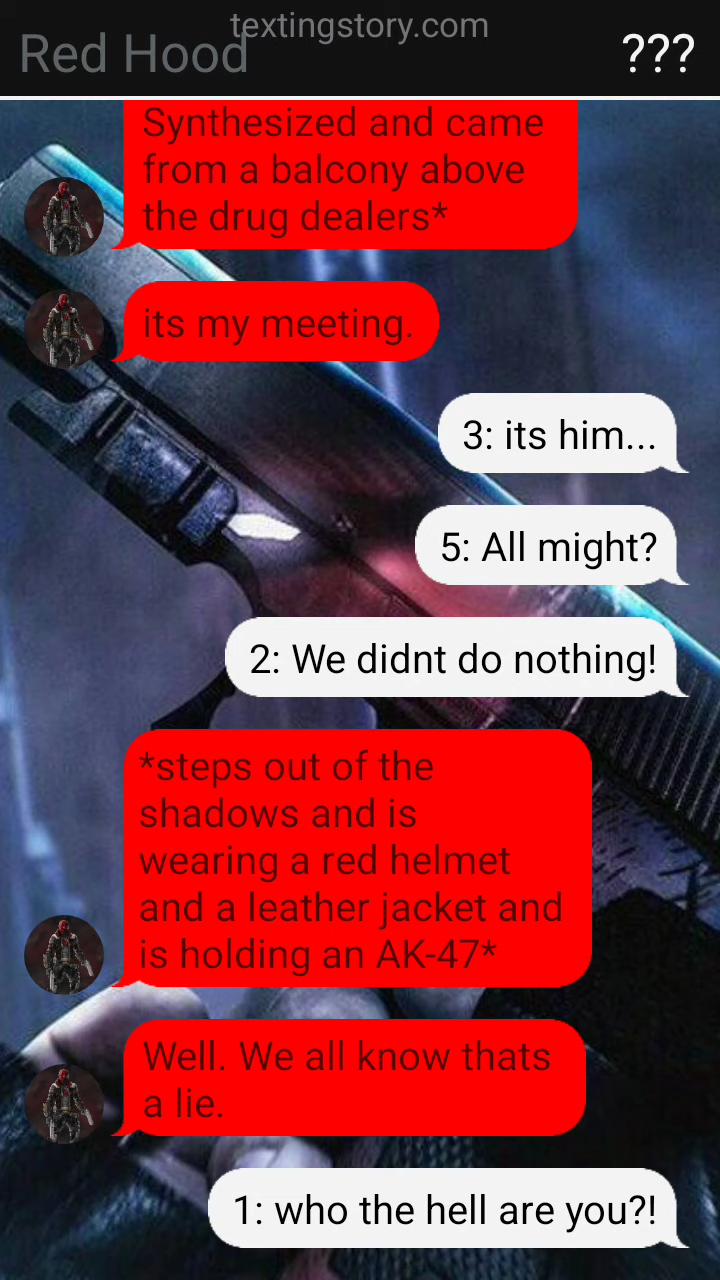 textingstory.com
Red Hood
???
Synthesized and came
from a balcony above
the drug dealers*
its my meeting.
3: its him...
5: All might?
2: We didnt do nothing!
*steps out of the
shadows and is
wearing a red helmet
and a leather jacket and
is holding an AK-47*
Well. We all know thats
a lie.
1: who the hell are you?!